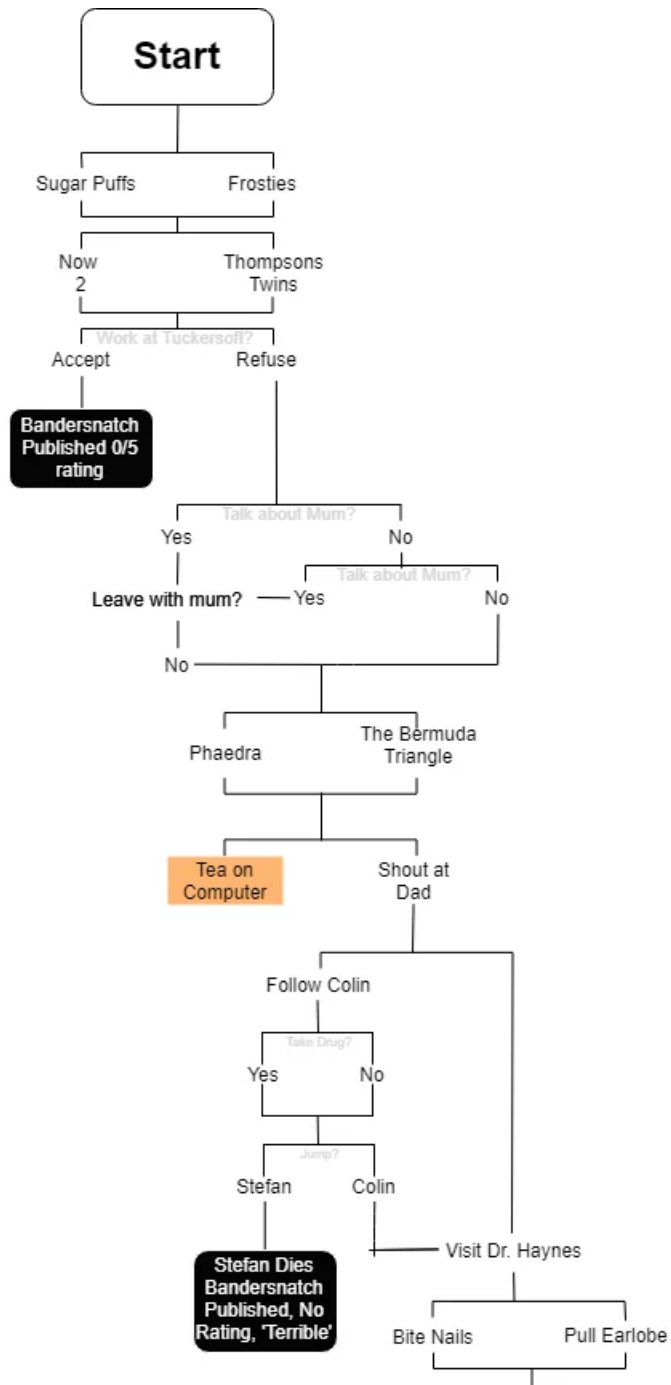 Start
Sugar Puffs
Frosties
Now
2
Thompsons
Twins
Work at Tuckersoft?
Accept
Refuse
Bandersnatch
Published 0/5
rating
Talk about Mum?
Yes
No
Talk about Mum?
Leave with mum?
Yes
No
No
Phaedra
The Bermuda
Triangle
Tea on
Computer
Shout at
Dad
Follow Colin
Take Drug?
Yes
No
Jump?
Stefan
Colin
Stefan Dies
Bandersnatch
Published, No
Rating, 'Terrible'
Visit Dr. Haynes
Bite Nails
Pull Earlobe